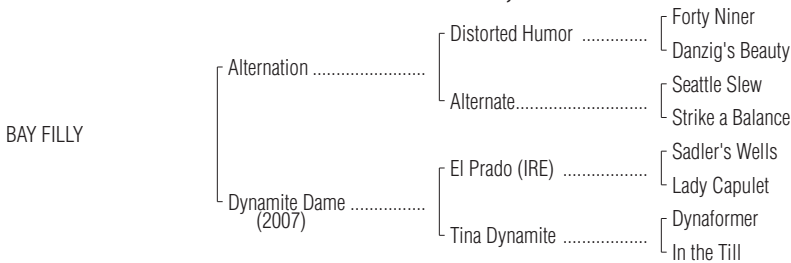 Forty Niner
Distorted Humor ..............
Danzig's Beauty
Alternation ........................
Seattle Slew
Alternate............................
Strike a Balance
BAY FILLY
Sadler's Wells
El Prado (IRE) ..................
Lady Capulet
Dynamite Dame ................
(2007)
Dynaformer
Tina Dynamite ..................
In the Till